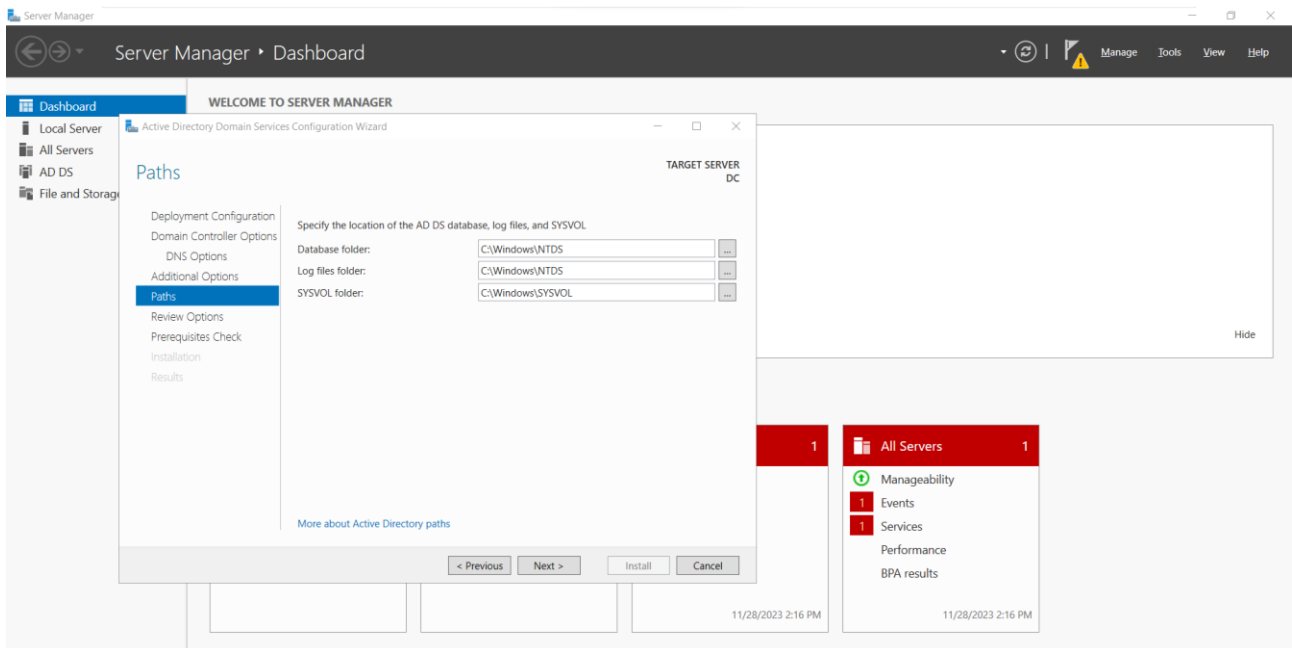 Server Manager
Server Manager • Dashboard
Manage Tools View Help
Dashboard
Local Server
All Servers
AD DS
File and Storage
WELCOME TO SERVER MANAGER
Active Directory Domain Services Configuration Wizard
Paths
TARGET SERVER
DC
Deployment Configuration
Domain Controller Options
DNS Options
Additional Options
Paths
Review Options
Prerequisites Check
Installation
Results
Specify the location of the AD DS database, log files, and SYSVOL
Database folder: C:\Windows\NTDS ...
Log files folder: C:\Windows\NTDS ...
SYSVOL folder: C:\Windows\SYSVOL ...
More about Active Directory paths
< Previous Next > Install Cancel
Hide
1
11/28/2023 2:16 PM
All Servers 1
Manageability
1 Events
1 Services
Performance
BPA results
11/28/2023 2:16 PM